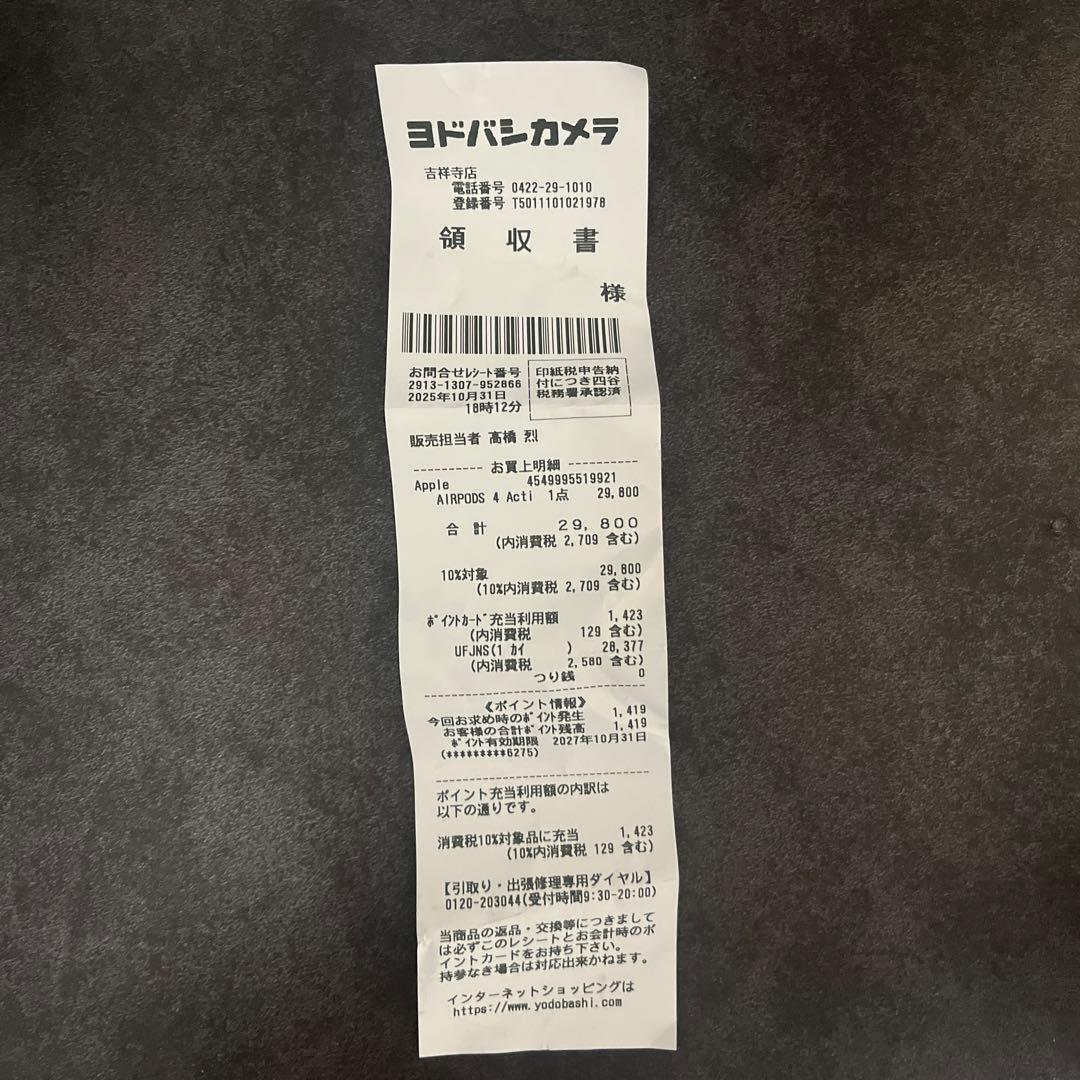 ヨドバシカメラ
吉祥寺店
電話番号 0422-29-1010
登録番号 T5011101021978
領 収 書
様
お問合せﾚｼｰﾄ番号
2913-1307-952866
2025年10月31日
18時12分
印紙税申告納
付につき四谷
税務署承認済
販売担当者 高橋 烈
---------- お買上明細 ----------
Apple 4549995519921
AIRPODS 4 Acti 1点 29,800
合 計 29,800
(内消費税 2,709 含む)
10%対象 29,800
(10%内消費税 2,709 含む)
ﾎﾟｲﾝﾄｶｰﾄﾞ充当利用額 1,423
(内消費税 129 含む)
UFJNS(1 ｶｲ ) 28,377
(内消費税 2,580 含む)
つり銭 0
《ポイント情報》
今回お求め時のﾎﾟｲﾝﾄ発生 1,419
お客様の合計ﾎﾟｲﾝﾄ残高 1,419
ﾎﾟｲﾝﾄ有効期限 2027年10月31日
(*********6275)
ポイント充当利用額の内訳は
以下の通りです。
消費税10%対象品に充当 1,423
(10%内消費税 129 含む)
【引取り・出張修理専用ダイヤル】
0120-203044(受付時間9:30-20:00)
当商品の返品・交換等につきまして
は必ずこのレシートとお会計時のポ
イントカードをお持ち下さい。
持参なき場合は対応出来かねます。
インターネットショッピングは
https://www.yodobashi.com